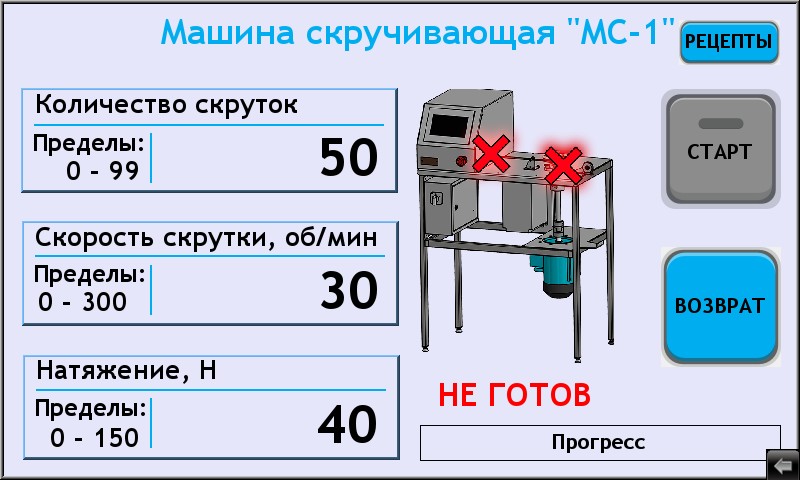 Машина скручивающая "МС-1"
РЕЦЕПТЫ
Количество скруток
Пределы:
0 - 99
50
СТАРТ
Скорость скрутки, об/мин
Пределы:
0 - 300
30
ВОЗВРАТ
Натяжение, Н
Пределы:
0 - 150
40
НЕ ГОТОВ
Прогресс